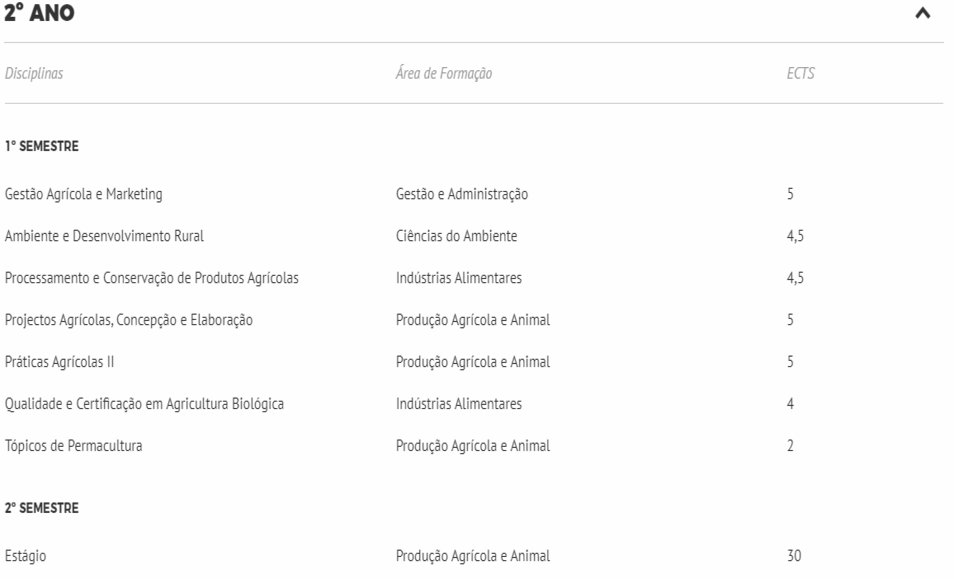 2° ANO
Disciplinas Área de Formação ECTS
1° SEMESTRE
Gestão Agrícola e Marketing Gestão e Administração 5
Ambiente e Desenvolvimento Rural Ciências do Ambiente 4,5
Processamento e Conservação de Produtos Agrícolas Indústrias Alimentares 4,5
Projectos Agrícolas, Concepção e Elaboração Produção Agrícola e Animal 5
Práticas Agrícolas II Produção Agrícola e Animal 5
Qualidade e Certificação em Agricultura Biológica Indústrias Alimentares 4
Tópicos de Permacultura Produção Agrícola e Animal 2
2° SEMESTRE
Estágio Produção Agrícola e Animal 30